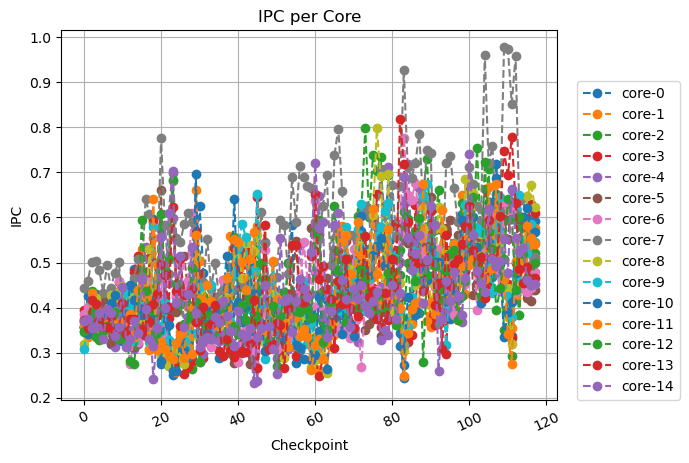 IPC per Core
1.0
0.9
0.8
0.7
0.6
0.5
0.4
0.3
0.2
IPC
0
20
40
60
80
100
120
Checkpoint
core-0
core-1
core-2
core-3
core-4
core-5
core-6
core-7
core-8
core-9
core-10
core-11
core-12
core-13
core-14